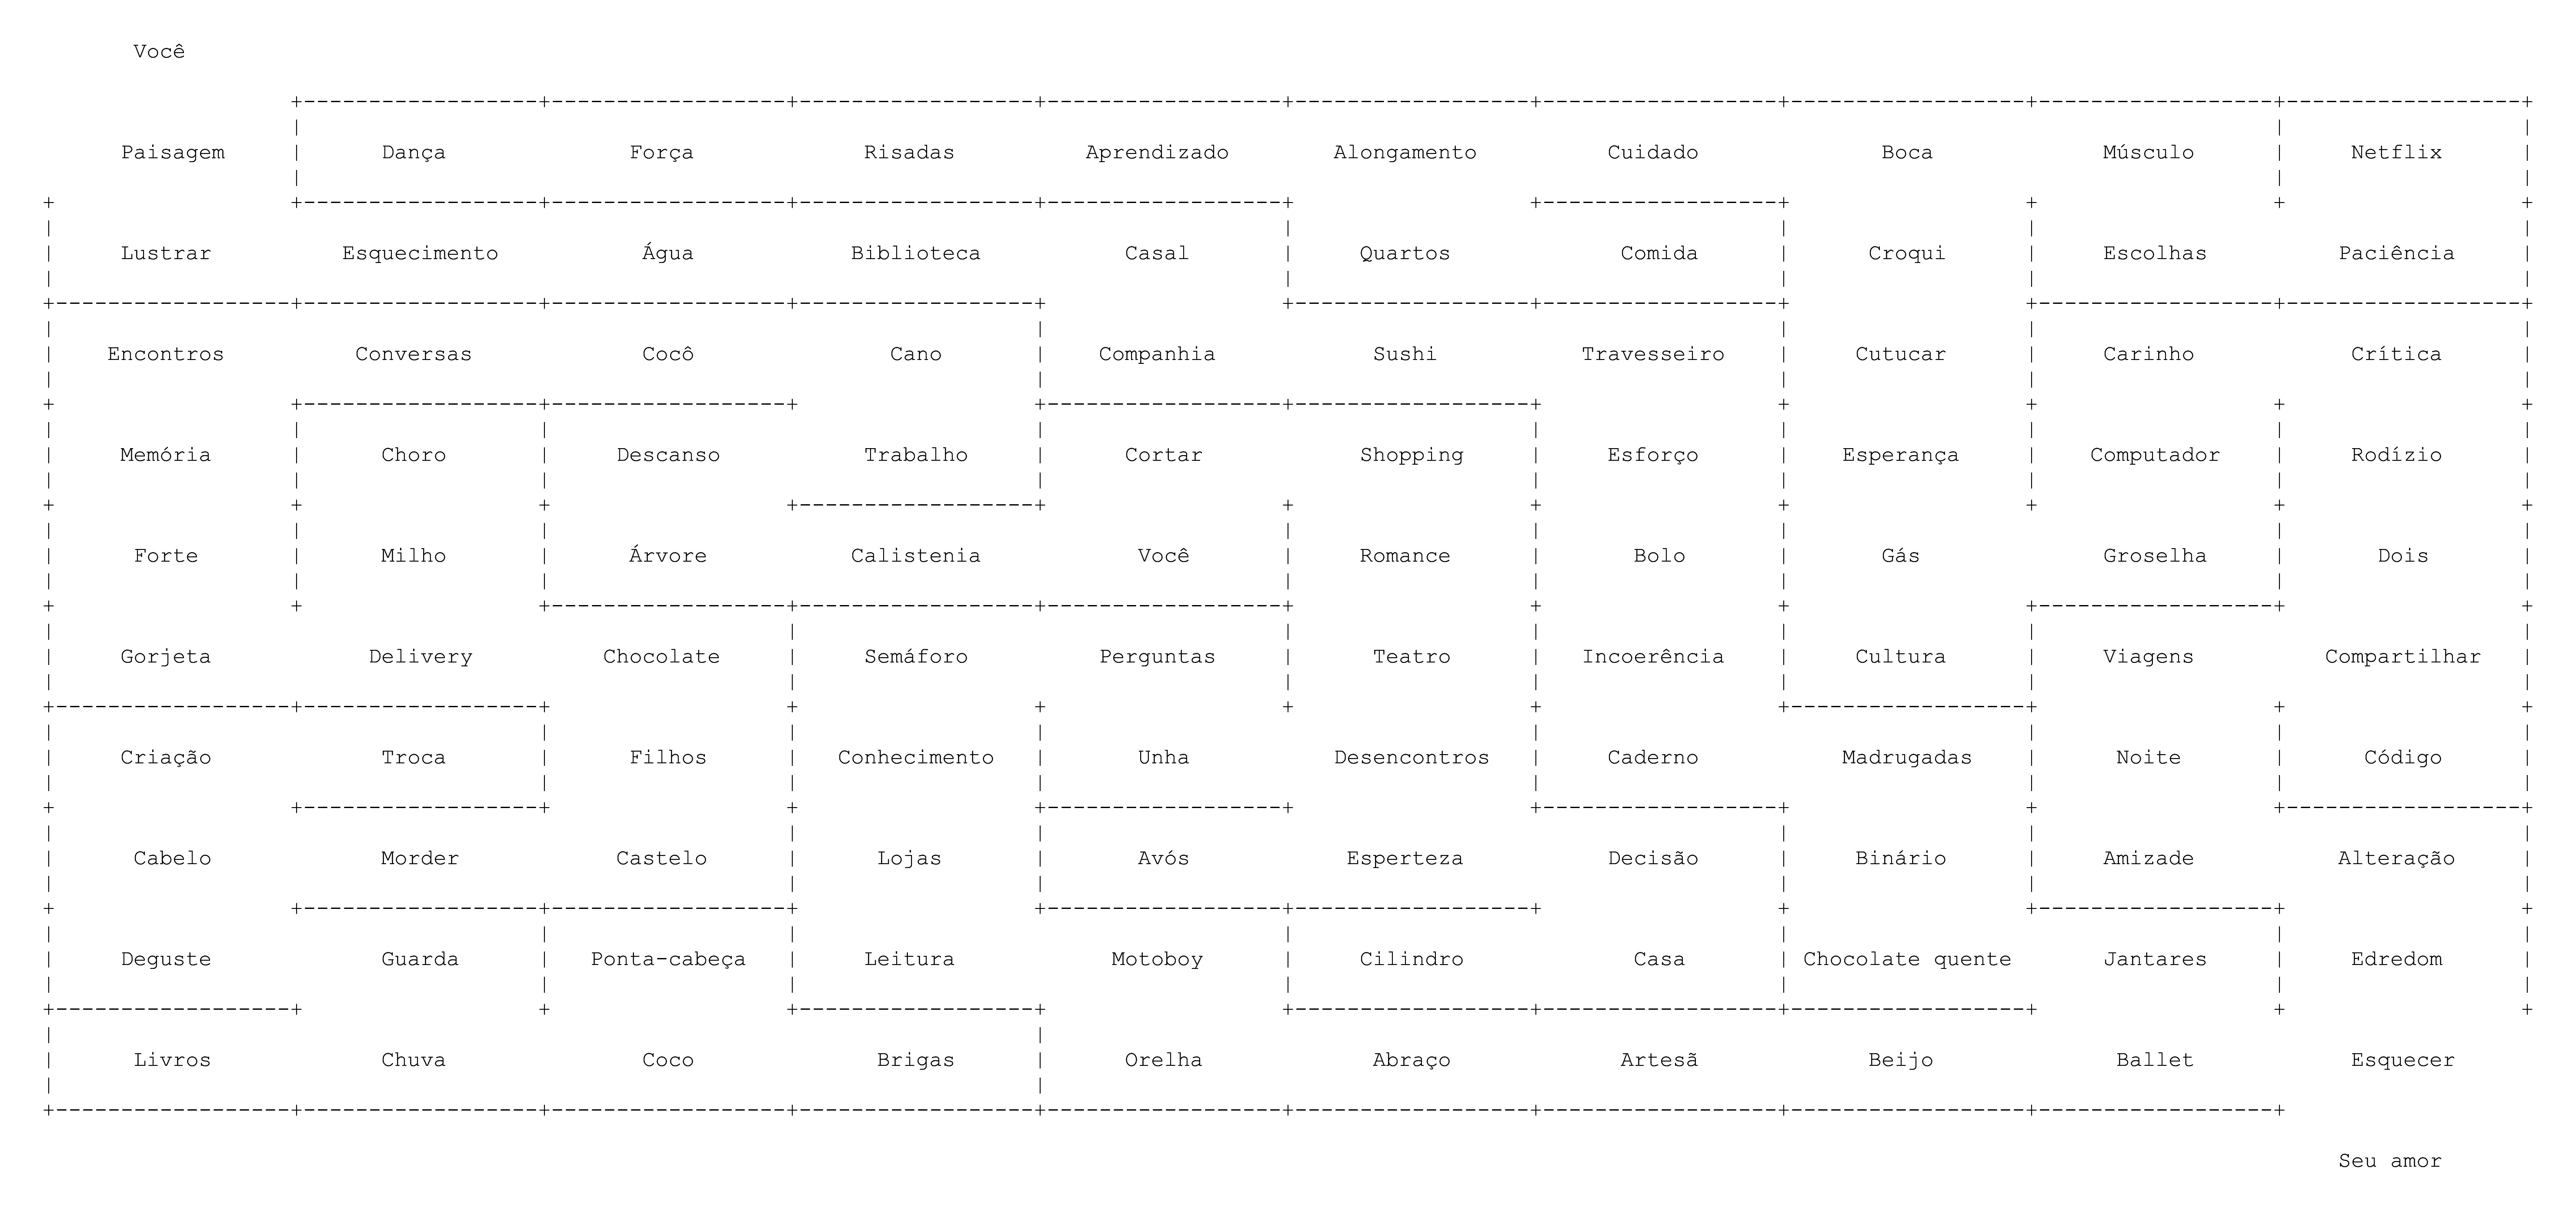 Você
Paisagem Dança Força Risadas Aprendizado Alongamento Cuidado Boca Músculo Netflix
Lustrar Esquecimento Água Biblioteca Casal Quartos Comida Croqui Escolhas Paciência
Encontros Conversas Cocô Cano Companhia Sushi Travesseiro Cutucar Carinho Crítica
Memória Choro Descanso Trabalho Cortar Shopping Esforço Esperança Computador Rodízio
Forte Milho Árvore Calistenia Você Romance Bolo Gás Groselha Dois
Gorjeta Delivery Chocolate Semáforo Perguntas Teatro Incoerência Cultura Viagens Compartilhar
Criação Troca Filhos Conhecimento Unha Desencontros Caderno Madrugadas Noite Código
Cabelo Morder Castelo Lojas Avós Esperteza Decisão Binário Amizade Alteração
Deguste Guarda Ponta-cabeça Leitura Motoboy Cilindro Casa Chocolate quente Jantares Edredom
Livros Chuva Coco Brigas Orelha Abraço Artesã Beijo Ballet Esquecer
Seu amor